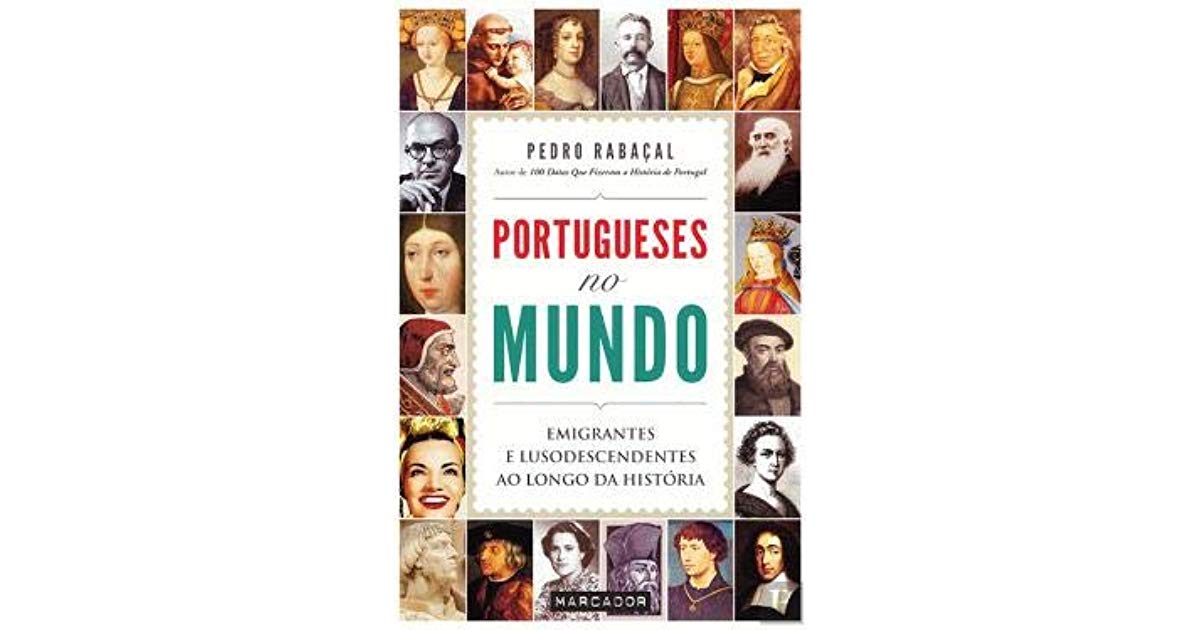 PEDRO RABAÇAL
Autor de 100 Datas Que Fizeram a História de Portugal
PORTUGUESES
no
MUNDO
EMIGRANTES
E LUSODESCENDENTES
AO LONGO DA HISTÓRIA
MARCADOR